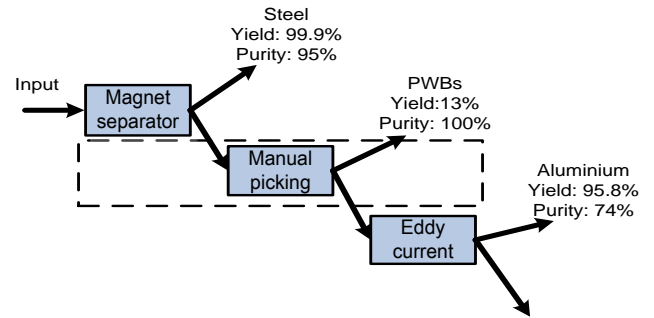 Steel
Yield: 99.9%
Purity: 95%
Input
Magnet
separator
PWBs
Yield:13%
Purity: 100%
Manual
picking
Aluminium
Yield: 95.8%
Purity: 74%
Eddy
current